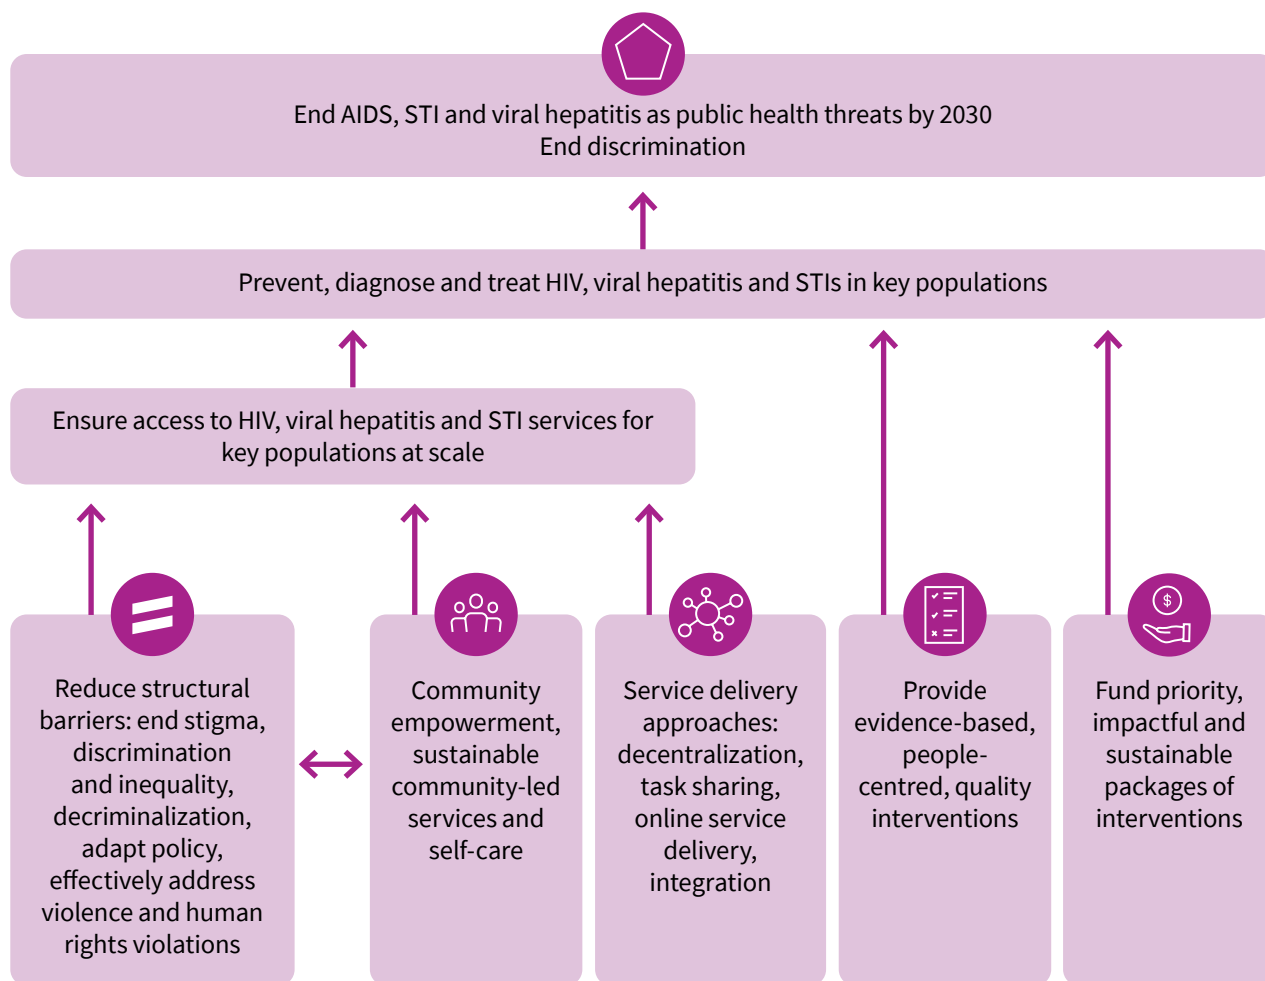 End AIDS, STI and viral hepatitis as public health threats by 2030
End discrimination
Prevent, diagnose and treat HIV, viral hepatitis and STIs in key populations
Ensure access to HIV, viral hepatitis and STI services for
key populations at scale
Reduce structural
barriers: end stigma,
discrimination
and inequality,
decriminalization,
adapt policy,
effectively address
violence and human
rights violations
Community
empowerment,
sustainable
community-led
services and
self-care
Service delivery
approaches:
decentralization,
task sharing,
online service
delivery,
integration
Provide
evidence-based,
people-
centred, quality
interventions
$
Fund priority,
impactful and
sustainable
packages of
interventions